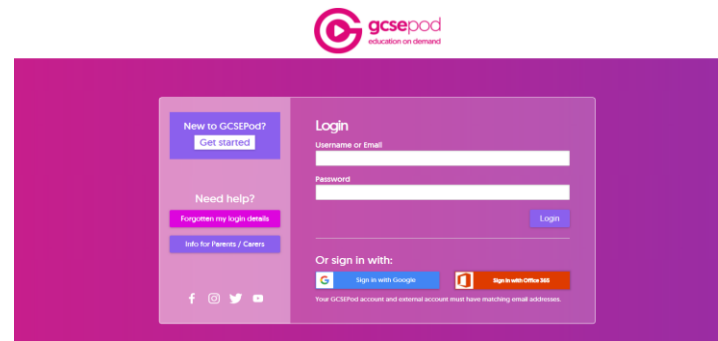 gcsepod
education on demand
New to GCSEPod?
Get started
Need help?
Forgotten my login details
Info for Parents / Carers
Login
Username or Email
Password
Login
Or sign in with:
Sign in with Google
Sign in with Office 365
Your GCSEPod account and external account must have matching email addresses.